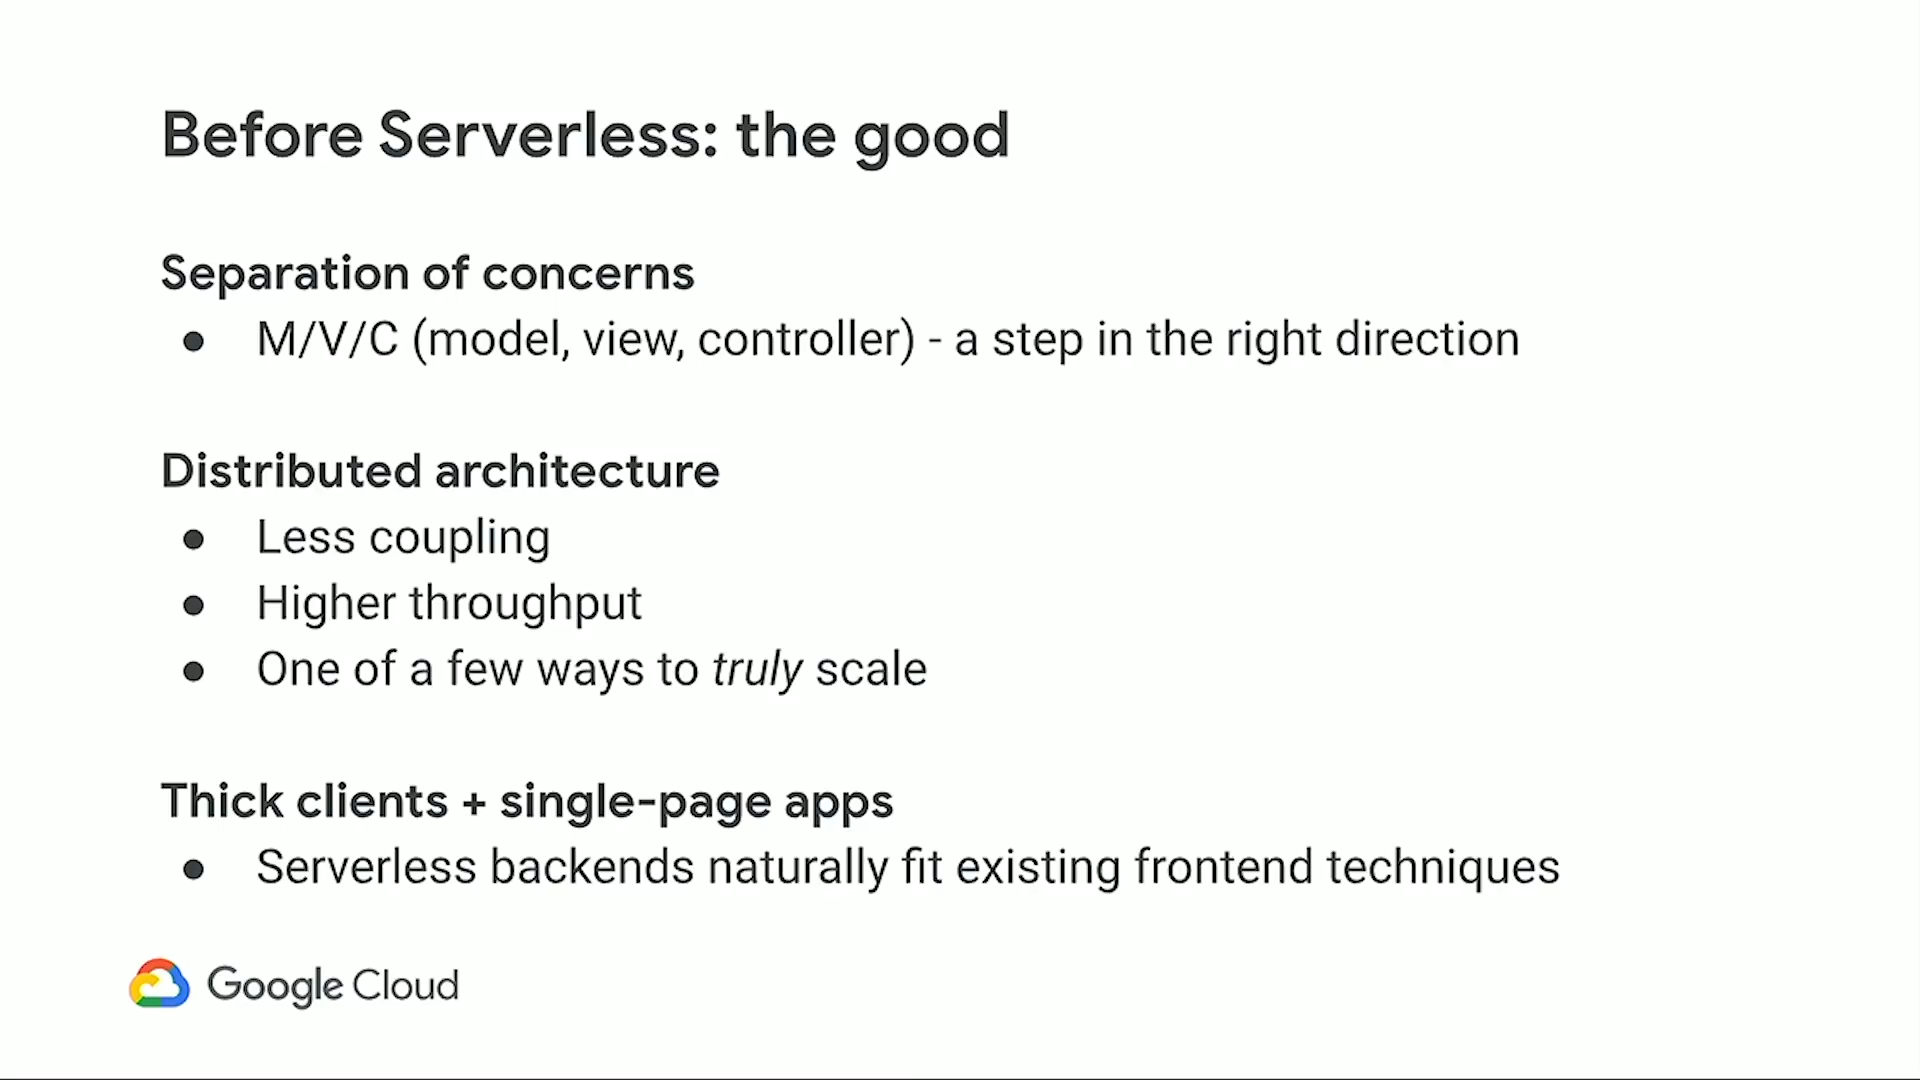 Before Serverless: the good
Separation of concerns
● M/V/C (model, view, controller) - a step in the right direction
Distributed architecture
● Less coupling
● Higher throughput
● One of a few ways to truly scale
Thick clients + single-page apps
● Serverless backends naturally fit existing frontend techniques
Google Cloud